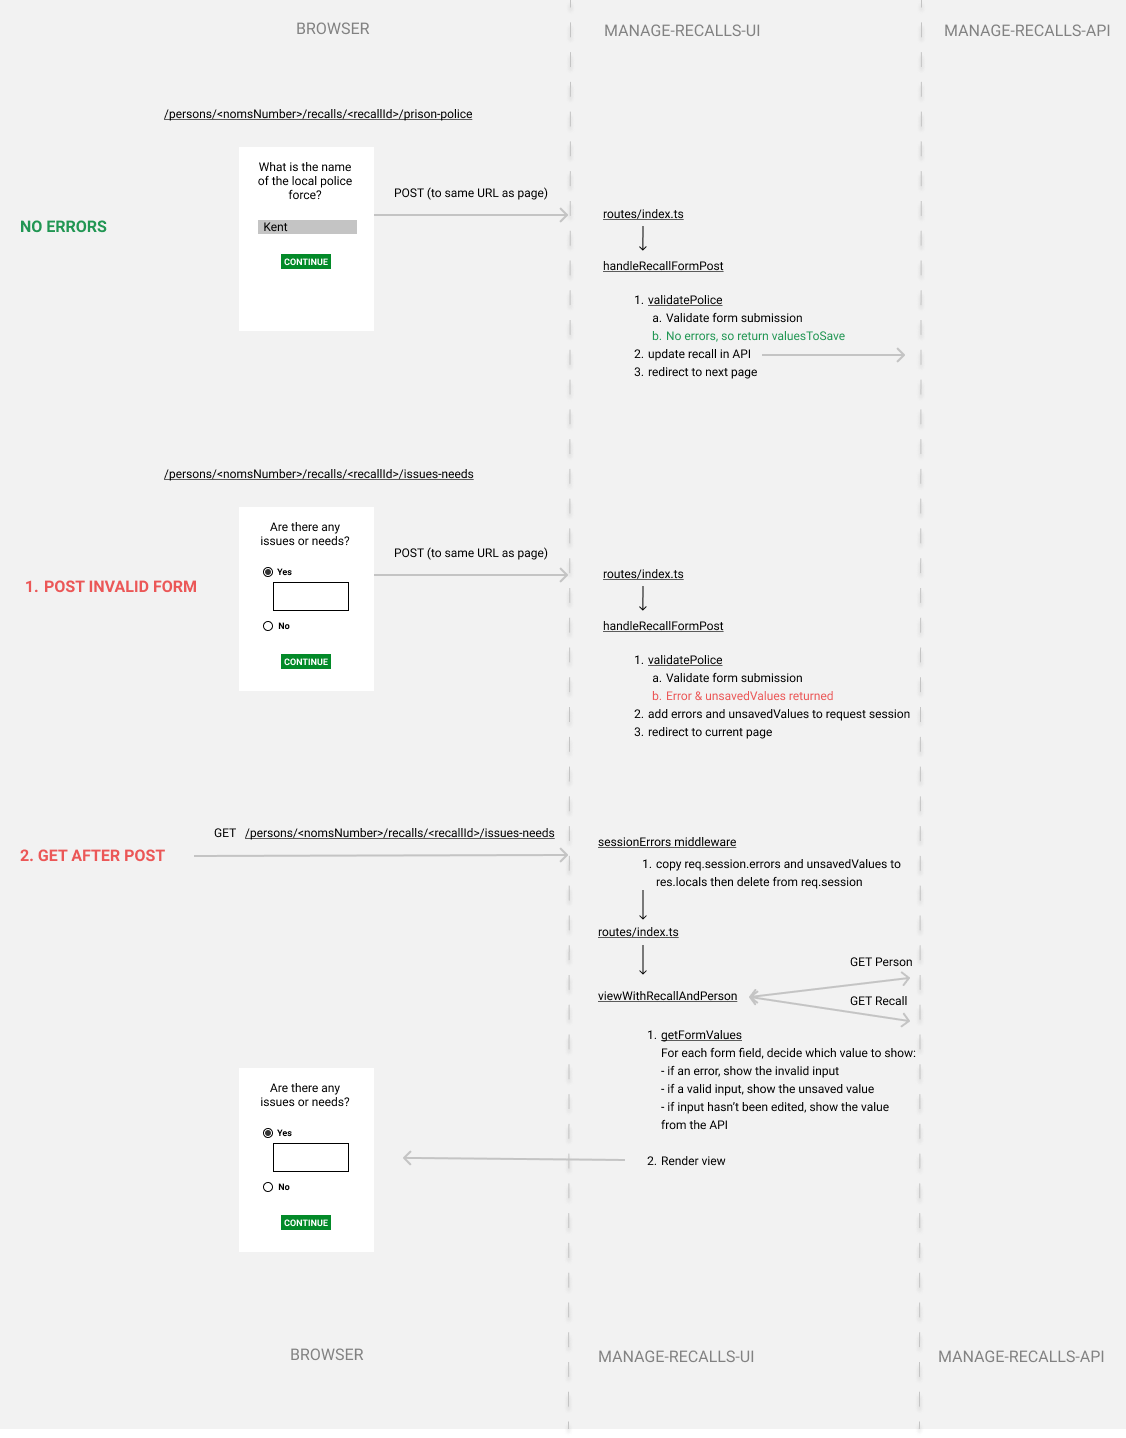 BROWSER
MANAGE-RECALLS-UI
MANAGE-RECALLS-API
/persons/<nomsNumber>/recalls/<recallId>/prison-police
What is the name
of the local police
force?
Kent
CONTINUE
POST (to same URL as page)
NO ERRORS
routes/index.ts
handleRecallFormPost
1. validatePolice
a. Validate form submission
b. No errors, so return valuesToSave
2. update recall in API
3. redirect to next page
/persons/<nomsNumber>/recalls/<recallId>/issues-needs
Are there any
issues or needs?
Yes
No
CONTINUE
POST (to same URL as page)
1. POST INVALID FORM
routes/index.ts
handleRecallFormPost
1. validatePolice
a. Validate form submission
b. Error & unsavedValues returned
2. add errors and unsavedValues to request session
3. redirect to current page
2. GET AFTER POST
GET /persons/<nomsNumber>/recalls/<recallId>/issues-needs
sessionErrors middleware
1. copy req.session.errors and unsavedValues to
res.locals then delete from req.session
routes/index.ts
viewWithRecallAndPerson
GET Person
GET Recall
1. getFormValues
For each form field, decide which value to show:
- if an error, show the invalid input
- if a valid input, show the unsaved value
- if input hasn't been edited, show the value
from the API
2. Render view
Are there any
issues or needs?
Yes
No
CONTINUE
BROWSER
MANAGE-RECALLS-UI
MANAGE-RECALLS-API